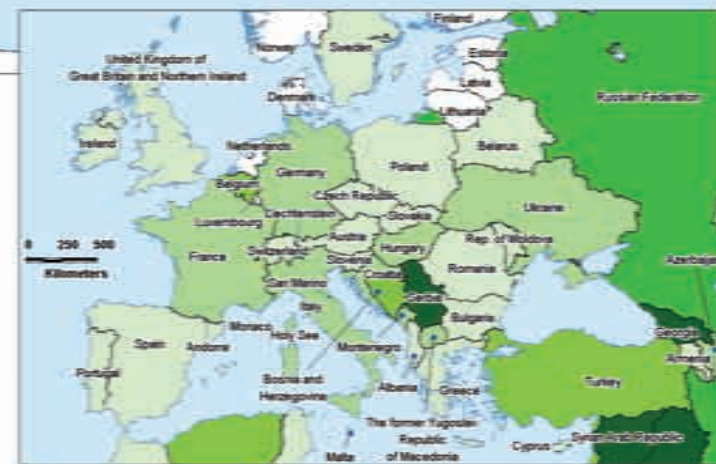 Finland
Norway
Sweden
Estonia
Latvia
Lithuania
Denmark
Russian Federation
United Kingdom of
Great Britain and Northern Ireland
Ireland
Netherlands
Belgium
Germany
Poland
Belarus
Luxembourg
Liechtenstein
Czech Republic
Slovakia
Ukraine
France
Switzerland
Austria
Slovenia
Hungary
Rep. of Moldova
Romania
0 250 500
Kilometers
San Marino
Italy
Croatia
Serbia
Bulgaria
Azerbaijan
Georgia
Armenia
Portugal
Spain
Andorra
Monaco
Holy See
Montenegro
Bosnia and
Herzegovina
Albania
Greece
Turkey
The former Yugoslav
Republic
of Macedonia
Malta
Cyprus
Syrian Arab Republic